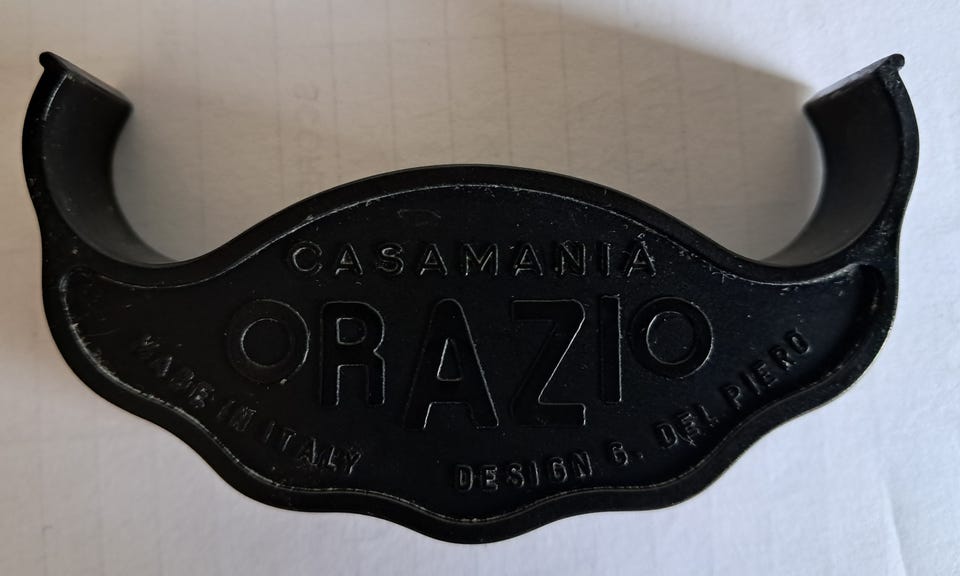 CASAMANIA
ORAZIO
MADE IN ITALY
DESIGN G. DEL PIERO